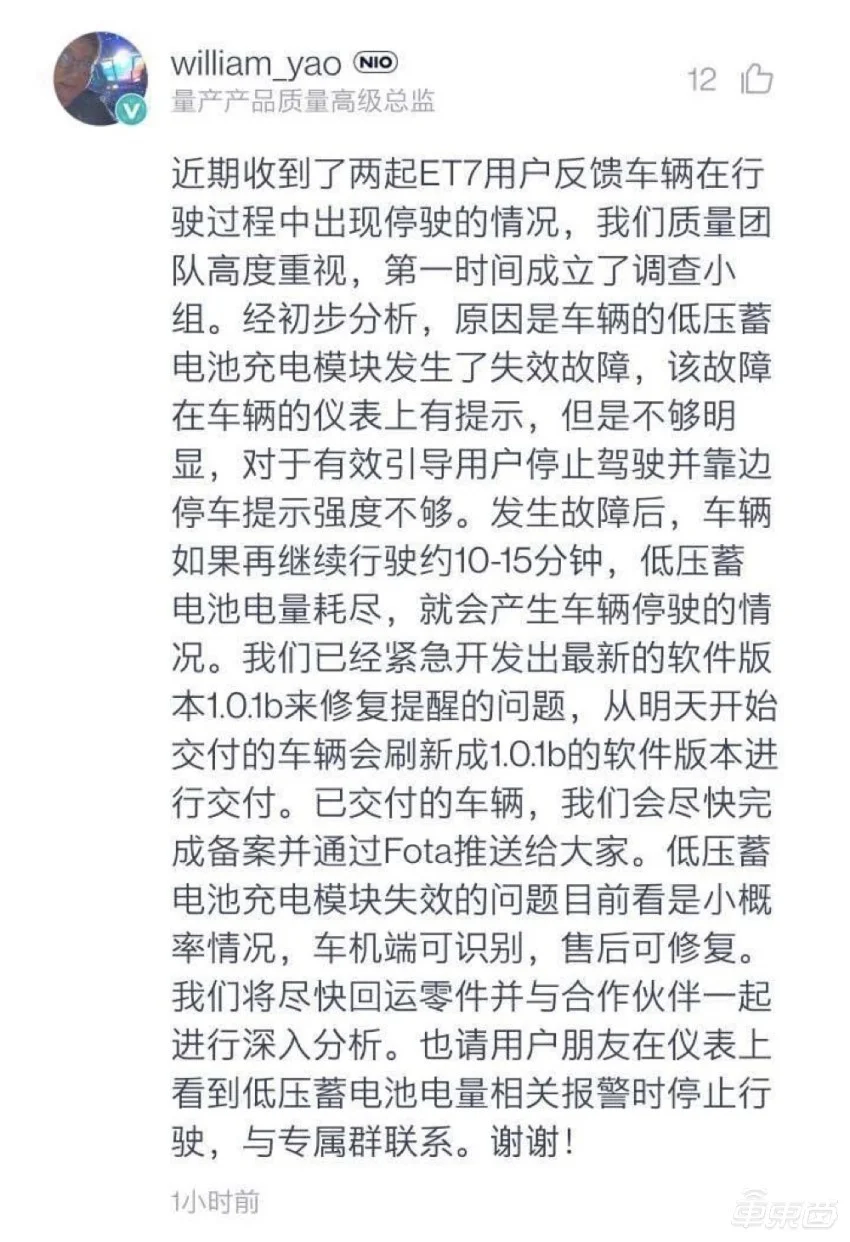 william_yao NIO
量产产品质量高级总监
12
近期收到了两起ET7用户反馈车辆在行
驶过程中出现停驶的情况，我们质量团
队高度重视，第一时间成立了调查小
组。经初步分析，原因是车辆的低压蓄
电池充电模块发生了失效故障，该故障
在车辆的仪表上有提示，但是不够明
显，对于有效引导用户停止驾驶并靠边
停车提示强度不够。发生故障后，车辆
如果再继续行驶约10-15分钟，低压蓄
电池电量耗尽，就会产生车辆停驶的情
况。我们已经紧急开发出最新的软件版
本1.0.1b来修复提醒的问题，从明天开始
交付的车辆会刷新成1.0.1b的软件版本进
行交付。已交付的车辆，我们会尽快完
成备案并通过Fota推送给大家。低压蓄
电池充电模块失效的问题目前看是小概
率情况，车机端可识别，售后可修复。
我们将尽快回运零件并与合作伙伴一起
进行深入分析。也请用户朋友在仪表上
看到低压蓄电池电量相关报警时停止行
驶，与专属群联系。谢谢！
1小时前
车东西